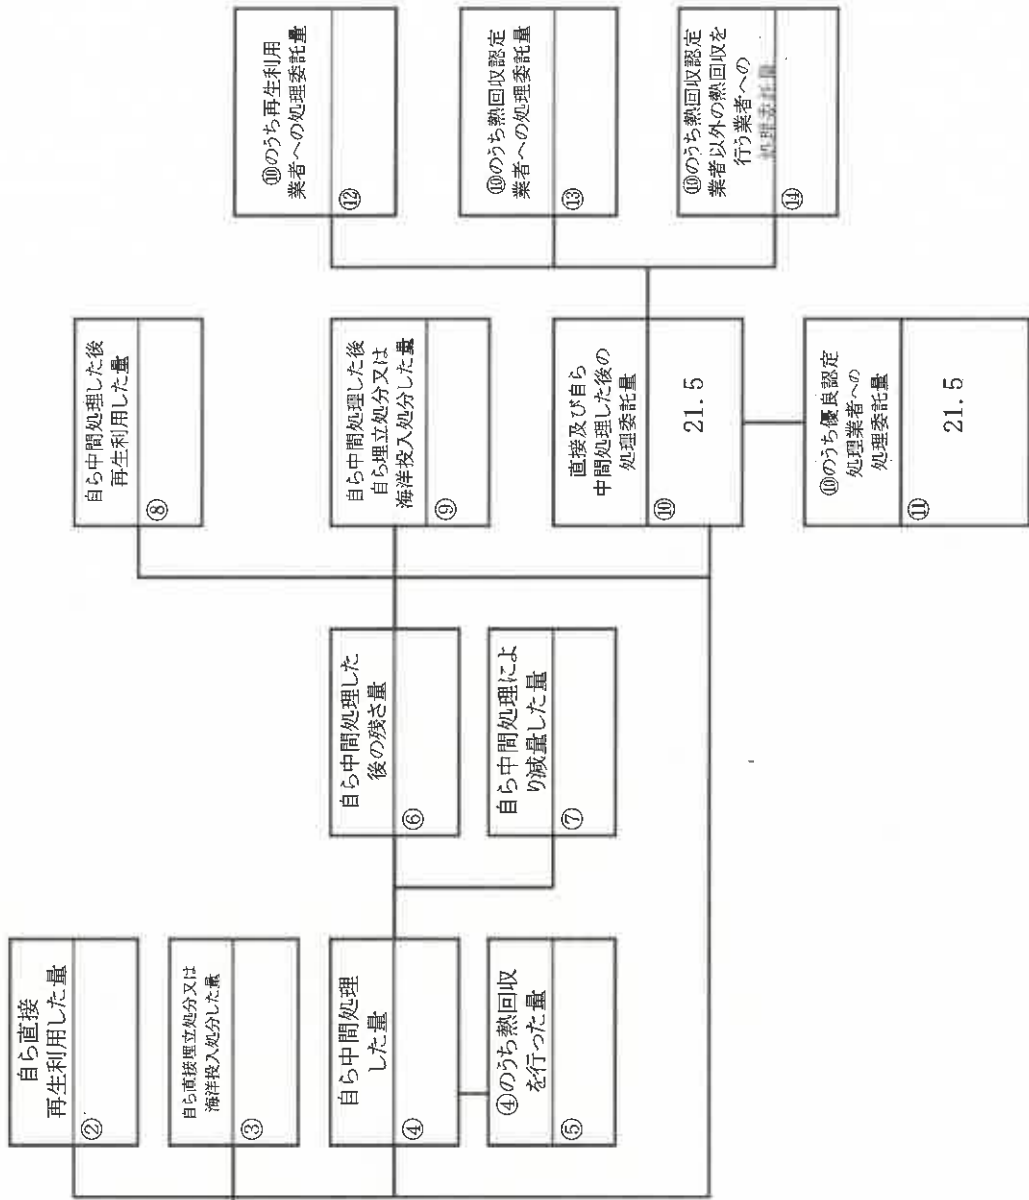 自ら直接
再生利用した量
②
自ら直接埋立処分又は
海洋投入処分した量
③
自ら中間処理
した量
④
④のうち熱回収
を行った量
⑤
自ら中間処理した
後の残さ量
⑥
自ら中間処理によ
り減量した量
⑦
自ら中間処理した後
再生利用した量
⑧
自ら中間処理した後
自ら埋立処分又は
海洋投入処分した量
⑨
直接及び自ら
中間処理した後の
処理委託量
⑩
21.5
⑩のうち優良認定
処理業者への
処理委託量
⑪
21.5
⑩のうち再生利用
業者への処理委託量
⑫
⑩のうち熱回収認定
業者への処理委託量
⑬
⑩のうち熱回収認定
業者以外の熱回収を
行う業者への
処理委託量
⑭